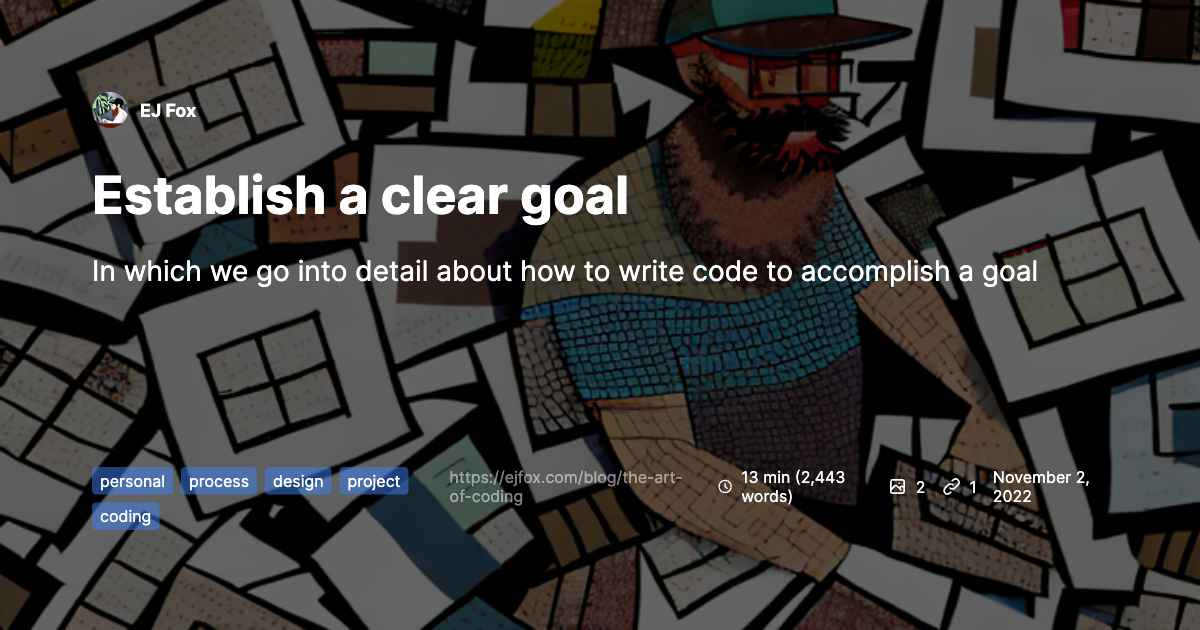 EJ Fox
Establish a clear goal
In which we go into detail about how to write code to accomplish a goal
personal process design project
coding
https://ejfox.com/blog/the-art-
of-coding
13 min (2,443
words)
2
1
November 2,
2022